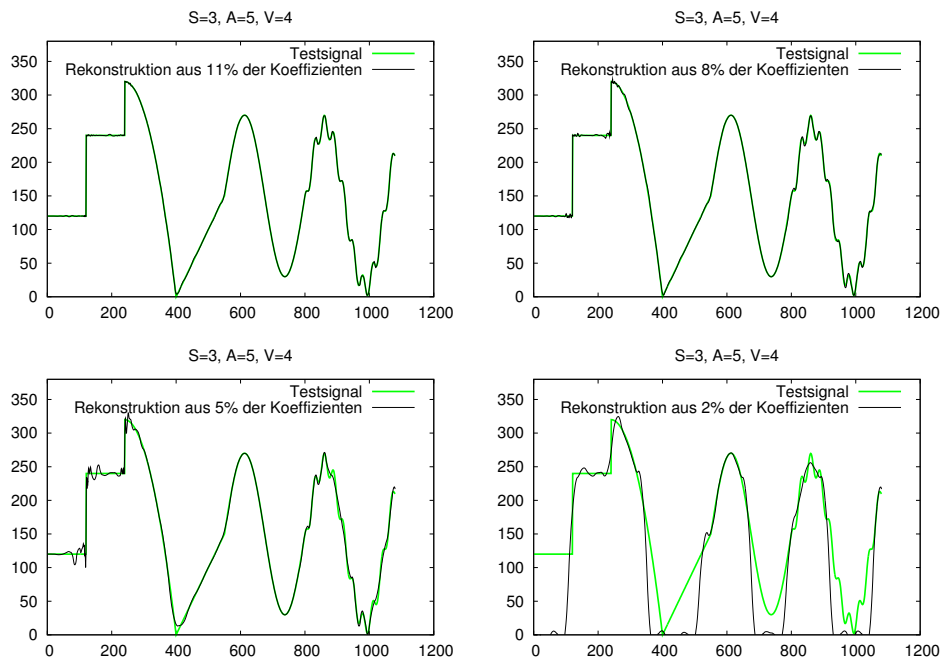 S=3, A=5, V=4
Testsignal
Rekonstruktion aus 11% der Koeffizienten
350
300
250
200
150
100
50
0
0 200 400 600 800 1000 1200
S=3, A=5, V=4
Testsignal
Rekonstruktion aus 8% der Koeffizienten
350
300
250
200
150
100
50
0
0 200 400 600 800 1000 1200
S=3, A=5, V=4
Testsignal
Rekonstruktion aus 5% der Koeffizienten
350
300
250
200
150
100
50
0
0 200 400 600 800 1000 1200
S=3, A=5, V=4
Testsignal
Rekonstruktion aus 2% der Koeffizienten
350
300
250
200
150
100
50
0
0 200 400 600 800 1000 1200